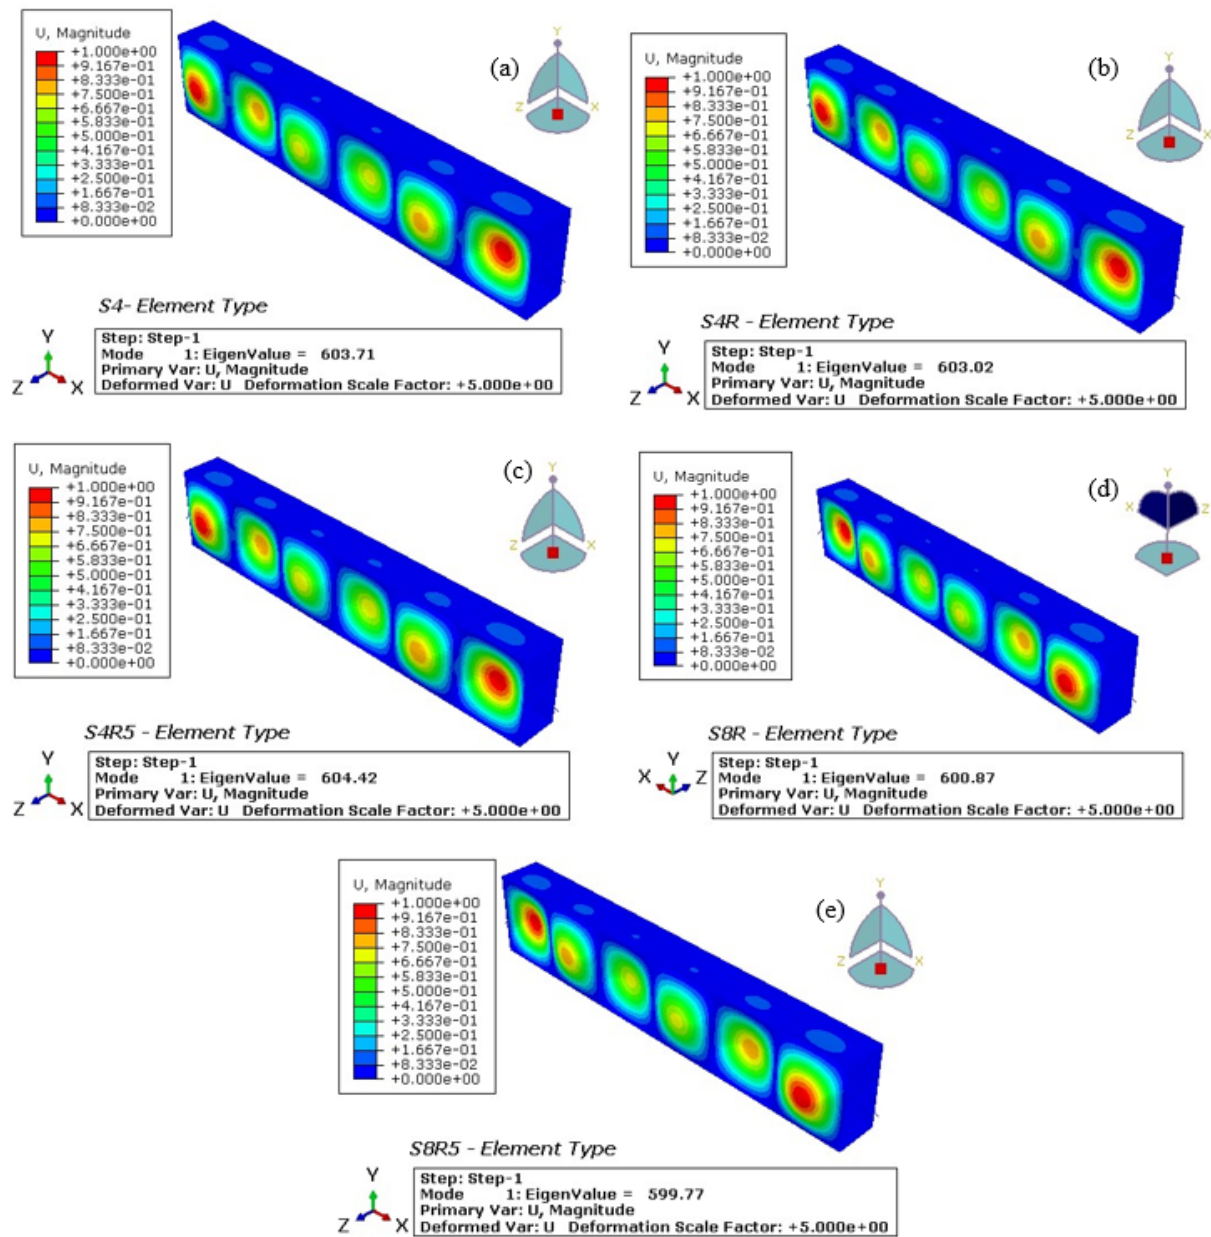 U, Magnitude
+1.000e+00
+9.167e-01
+8.333e-01
+7.500e-01
+6.667e-01
+5.833e-01
+5.000e-01
+4.167e-01
+3.333e-01
+2.500e-01
+1.667e-01
+8.333e-02
+0.000e+00
(a)
Y
Z
X
S4- Element Type
Y
Z
X
Step: Step-1
Mode 1: EigenValue = 603.71
Primary Var: U, Magnitude
Deformed Var: U Deformation Scale Factor: +5.000e+00
U, Magnitude
+1.000e+00
+9.167e-01
+8.333e-01
+7.500e-01
+6.667e-01
+5.833e-01
+5.000e-01
+4.167e-01
+3.333e-01
+2.500e-01
+1.667e-01
+8.333e-02
+0.000e+00
(b)
Y
Z
X
S4R - Element Type
Y
Z
X
Step: Step-1
Mode 1: EigenValue = 603.02
Primary Var: U, Magnitude
Deformed Var: U Deformation Scale Factor: +5.000e+00
U, Magnitude
+1.000e+00
+9.167e-01
+8.333e-01
+7.500e-01
+6.667e-01
+5.833e-01
+5.000e-01
+4.167e-01
+3.333e-01
+2.500e-01
+1.667e-01
+8.333e-02
+0.000e+00
(c)
Y
Z
X
S4R5 - Element Type
Y
Z
X
Step: Step-1
Mode 1: EigenValue = 604.42
Primary Var: U, Magnitude
Deformed Var: U Deformation Scale Factor: +5.000e+00
U, Magnitude
+1.000e+00
+9.167e-01
+8.333e-01
+7.500e-01
+6.667e-01
+5.833e-01
+5.000e-01
+4.167e-01
+3.333e-01
+2.500e-01
+1.667e-01
+8.333e-02
+0.000e+00
(d)
Y
X
Z
S8R - Element Type
Y
X
Z
Step: Step-1
Mode 1: EigenValue = 600.87
Primary Var: U, Magnitude
Deformed Var: U Deformation Scale Factor: +5.000e+00
U, Magnitude
+1.000e+00
+9.167e-01
+8.333e-01
+7.500e-01
+6.667e-01
+5.833e-01
+5.000e-01
+4.167e-01
+3.333e-01
+2.500e-01
+1.667e-01
+8.333e-02
+0.000e+00
(e)
Y
Z
X
S8R5 - Element Type
Y
Z
X
Step: Step-1
Mode 1: EigenValue = 599.77
Primary Var: U, Magnitude
Deformed Var: U Deformation Scale Factor: +5.000e+00